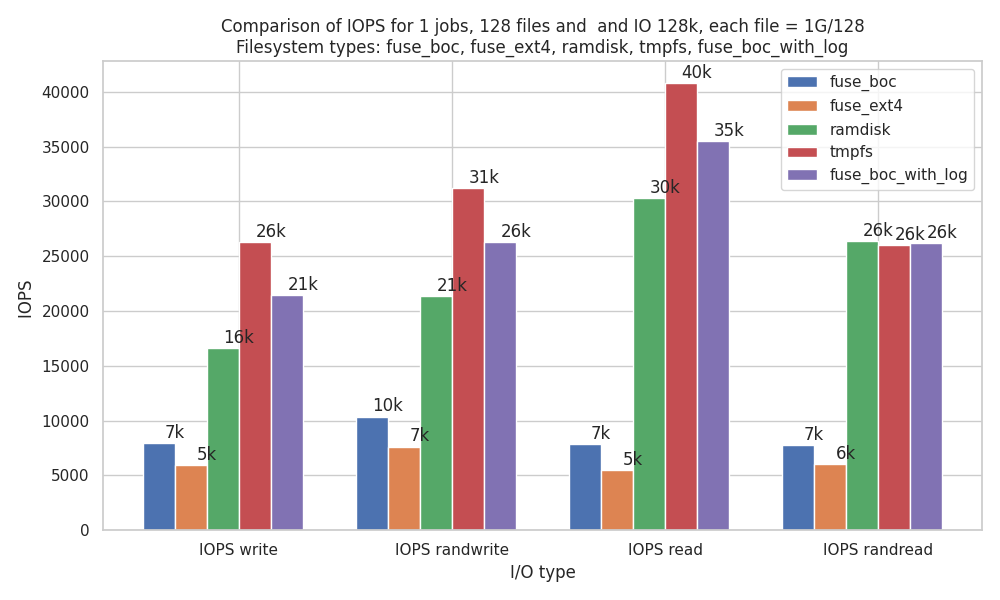 Comparison of IOPS for 1 jobs, 128 files and  and IO 128k, each file = 1G/128
Filesystem types: fuse_boc, fuse_ext4, ramdisk, tmpfs, fuse_boc_with_log
IOPS
40000
35000
30000
25000
20000
15000
10000
5000
0
7k
5k
16k
26k
21k
10k
7k
21k
31k
26k
7k
5k
30k
40k
35k
7k
6k
26k
26k
26k
fuse_boc
fuse_ext4
ramdisk
tmpfs
fuse_boc_with_log
IOPS write
IOPS randwrite
IOPS read
IOPS randread
I/O type